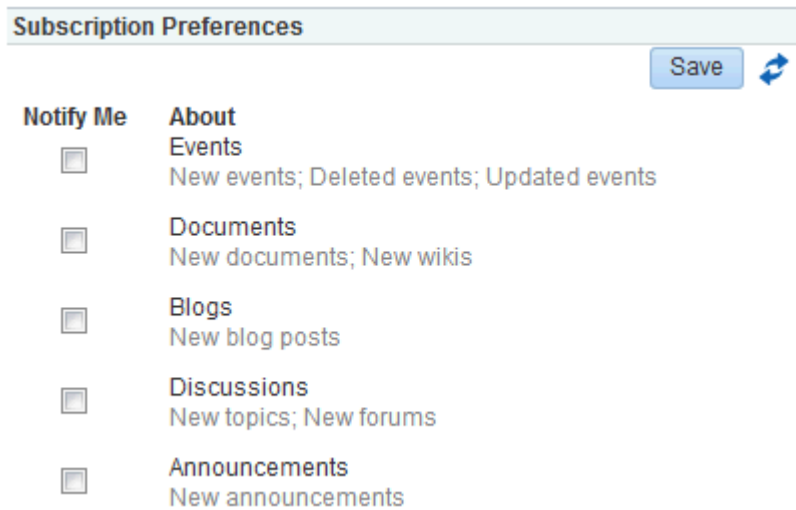 Subscription Preferences
Save
Notify Me About
Events
New events; Deleted events; Updated events
Documents
New documents; New wikis
Blogs
New blog posts
Discussions
New topics; New forums
Announcements
New announcements